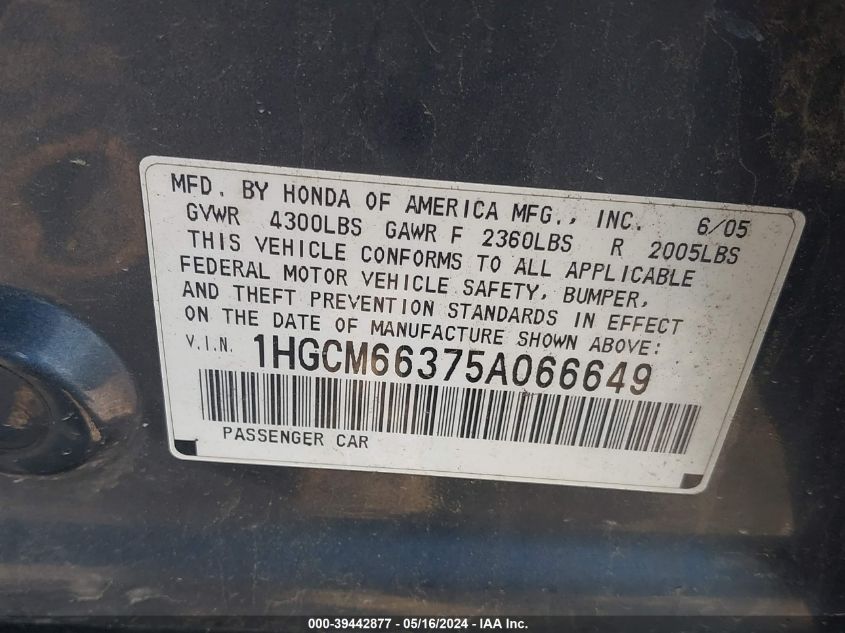 MFD. BY HONDA OF AMERICA MFG., INC. 6/05
GVWR 4300LBS GAWR F 2360LBS R 2005LBS
THIS VEHICLE CONFORMS TO ALL APPLICABLE
FEDERAL MOTOR VEHICLE SAFETY, BUMPER,
AND THEFT PREVENTION STANDARDS IN EFFECT
ON THE DATE OF MANUFACTURE SHOWN ABOVE:
V.I.N. 1HGCM66375A066649
PASSENGER CAR
000-39442877 - 05/16/2024 - IAA Inc.